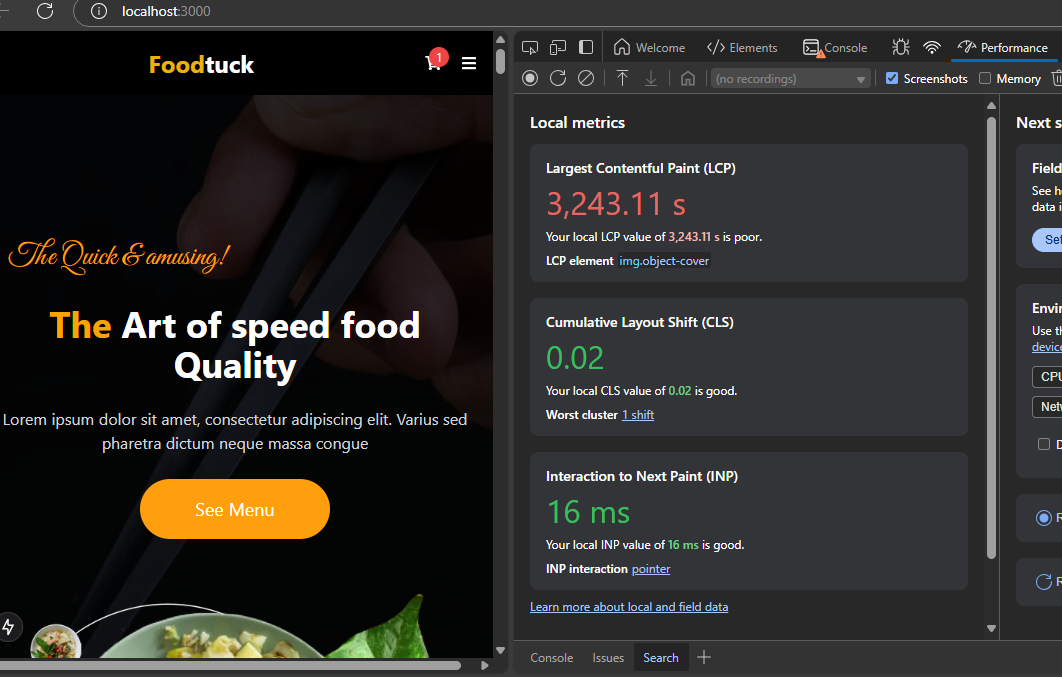 localhost:3000
Foodtuck
1
The Quick & amusing!
The Art of speed food
Quality
Lorem ipsum dolor sit amet, consectetur adipiscing elit. Varius sed
pharetra dictum neque massa congue
See Menu
Welcome
Elements
Console
Performance
(no recordings)
Screenshots
Memory
Local metrics
Largest Contentful Paint (LCP)
3,243.11 s
Your local LCP value of 3,243.11 s is poor.
LCP element img.object-cover
Cumulative Layout Shift (CLS)
0.02
Your local CLS value of 0.02 is good.
Worst cluster 1 shift
Interaction to Next Paint (INP)
16 ms
Your local INP value of 16 ms is good.
INP interaction pointer
Learn more about local and field data
Next s
Field
See h
data i
Set
Envir
Use th
device
CPU
Netw
D
R
R
Console
Issues
Search